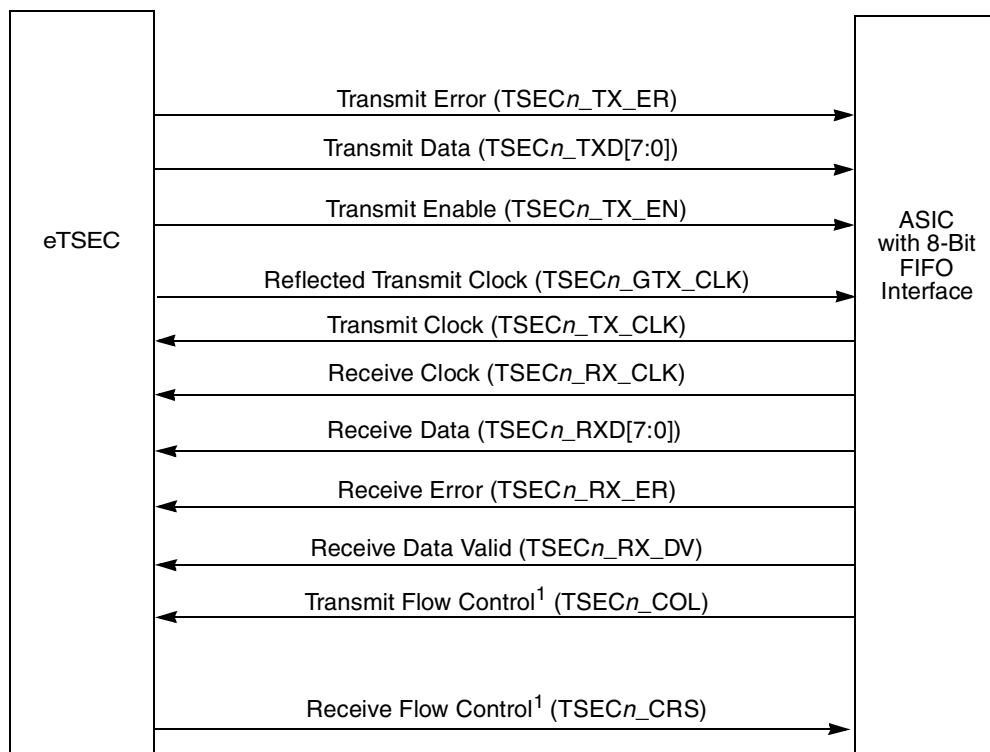 Transmit Error (TSECn_TX_ER)
Transmit Data (TSECn_TXD[7:0])
Transmit Enable (TSECn_TX_EN)
eTSEC
ASIC
with 8-Bit
FIFO
Interface
Reflected Transmit Clock (TSECn_GTX_CLK)
Transmit Clock (TSECn_TX_CLK)
Receive Clock (TSECn_RX_CLK)
Receive Data (TSECn_RXD[7:0])
Receive Error (TSECn_RX_ER)
Receive Data Valid (TSECn_RX_DV)
Transmit Flow Control¹ (TSECn_COL)
Receive Flow Control¹ (TSECn_CRS)